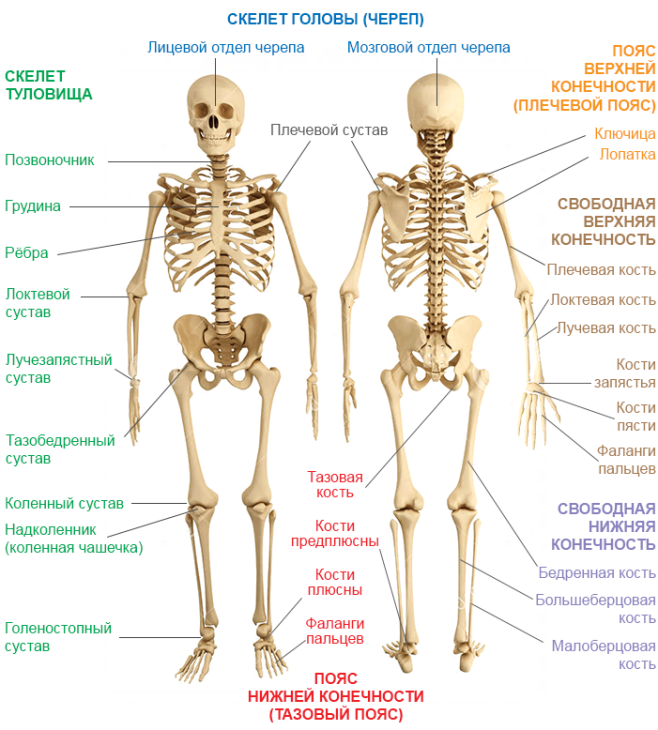 СКЕЛЕТ ГОЛОВЫ (ЧЕРЕП)
Лицевой отдел черепа
Мозговой отдел черепа
СКЕЛЕТ
ТУЛОВИЩА
Позвоночник
Грудина
Рёбра
Локтевой
сустав
Лучезапястный
сустав
Тазобедренный
сустав
Коленный сустав
Надколенник
(коленная чашечка)
Голеностопный
сустав
Плечевой сустав
Тазовая
кость
Кости
предплюсны
Кости
плюсны
Фаланги
пальцев
ПОЯС
НИЖНЕЙ КОНЕЧНОСТИ
(ТАЗОВЫЙ ПОЯС)
ПОЯС
ВЕРХНЕЙ
КОНЕЧНОСТИ
(ПЛЕЧЕВОЙ ПОЯС)
Ключица
Лопатка
СВОБОДНАЯ
ВЕРХНЯЯ
КОНЕЧНОСТЬ
Плечевая кость
Локтевая кость
Лучевая кость
Кости
запястья
Кости
пясти
Фаланги
пальцев
СВОБОДНАЯ
НИЖНЯЯ
КОНЕЧНОСТЬ
Бедренная кость
Большеберцовая
кость
Малоберцовая
кость